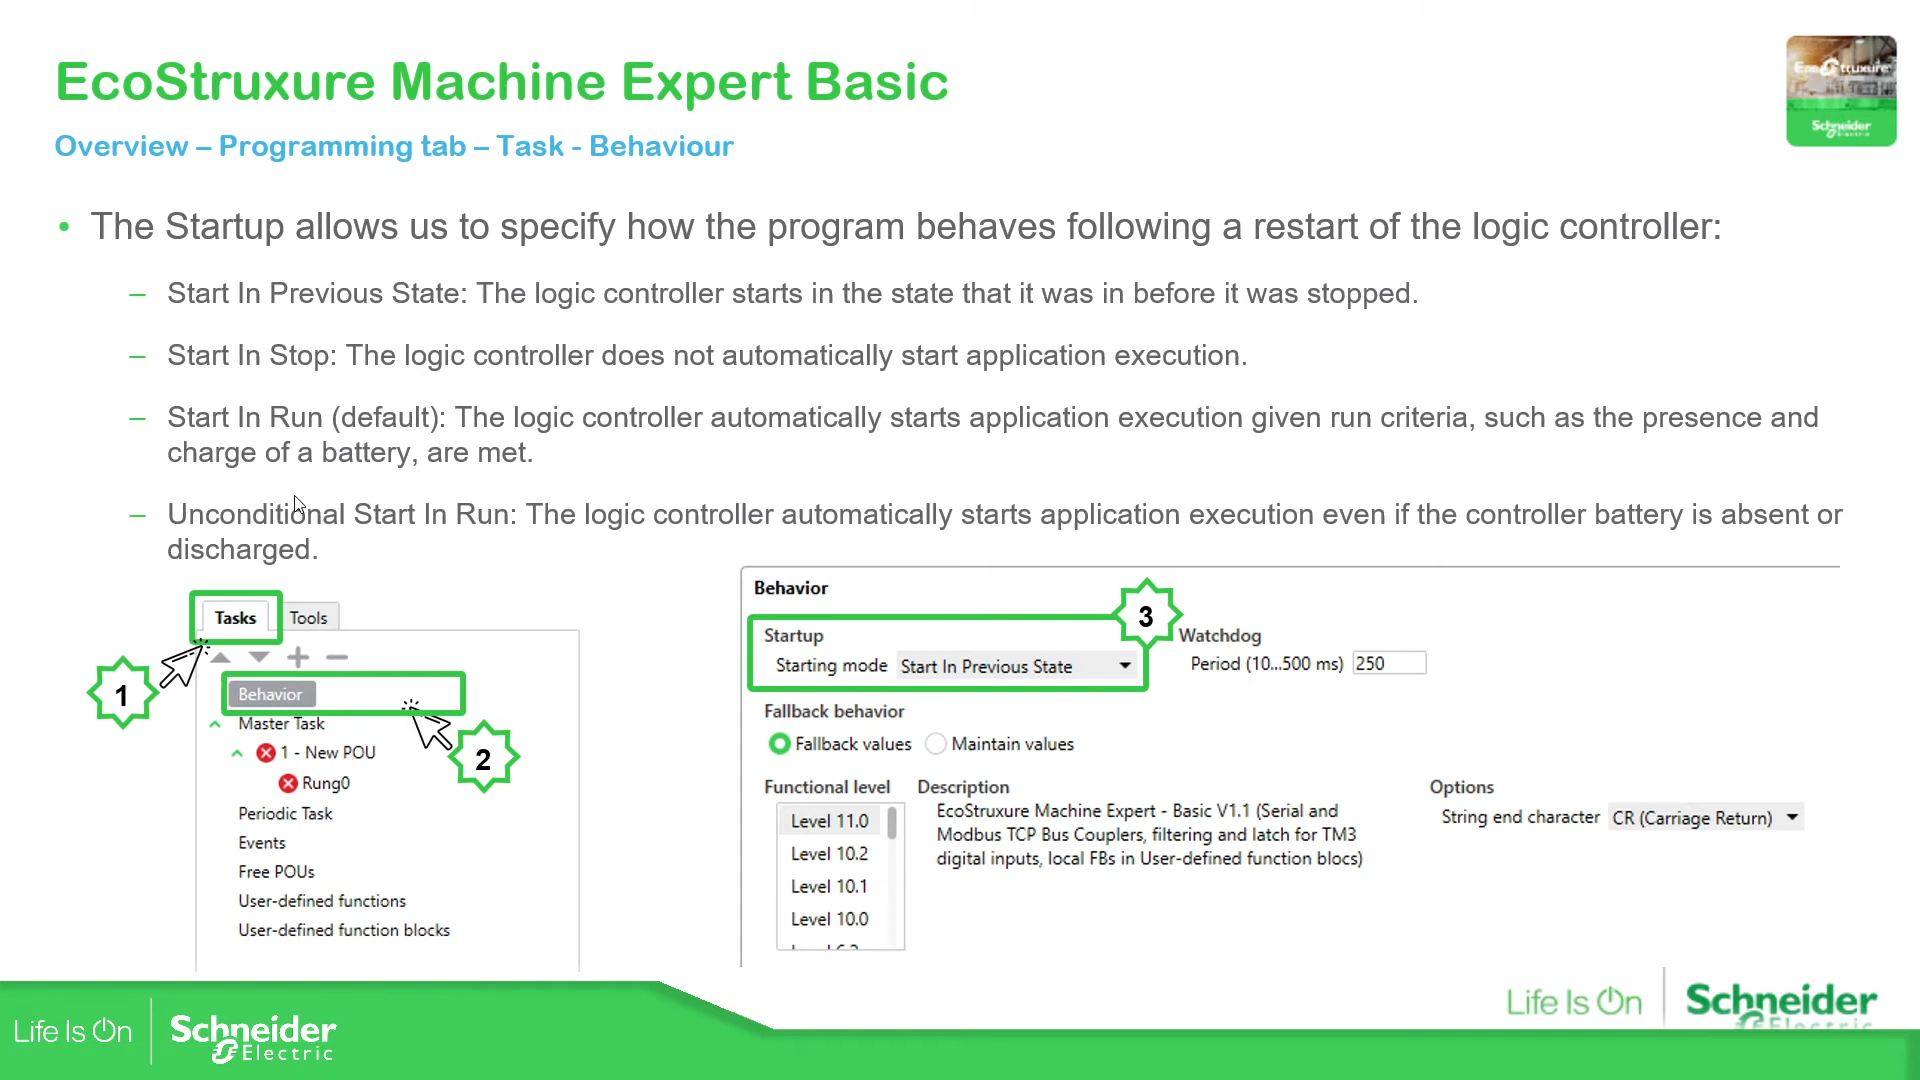 EcoStruxure Machine Expert Basic
Overview – Programming tab – Task - Behaviour
EcoStruxure
Schneider
Electric
• The Startup allows us to specify how the program behaves following a restart of the logic controller:
– Start In Previous State: The logic controller starts in the state that it was in before it was stopped.
– Start In Stop: The logic controller does not automatically start application execution.
– Start In Run (default): The logic controller automatically starts application execution given run criteria, such as the presence and
charge of a battery, are met.
– Unconditional Start In Run: The logic controller automatically starts application execution even if the controller battery is absent or
discharged.
Tasks Tools
1
Behavior
2
Master Task
1 - New POU
Rung0
Periodic Task
Events
Free POUs
User-defined functions
User-defined function blocks
Behavior
3
Startup
Starting mode Start In Previous State
Watchdog
Period (10...500 ms) 250
Fallback behavior
Fallback values Maintain values
Functional level
Level 11.0
Level 10.2
Level 10.1
Level 10.0
Description
EcoStruxure Machine Expert - Basic V1.1 (Serial and
Modbus TCP Bus Couplers, filtering and latch for TM3
digital inputs, local FBs in User-defined function blocs)
Options
String end character CR (Carriage Return)
Life Is On
Schneider
Electric
Life Is On
Schneider
Electric